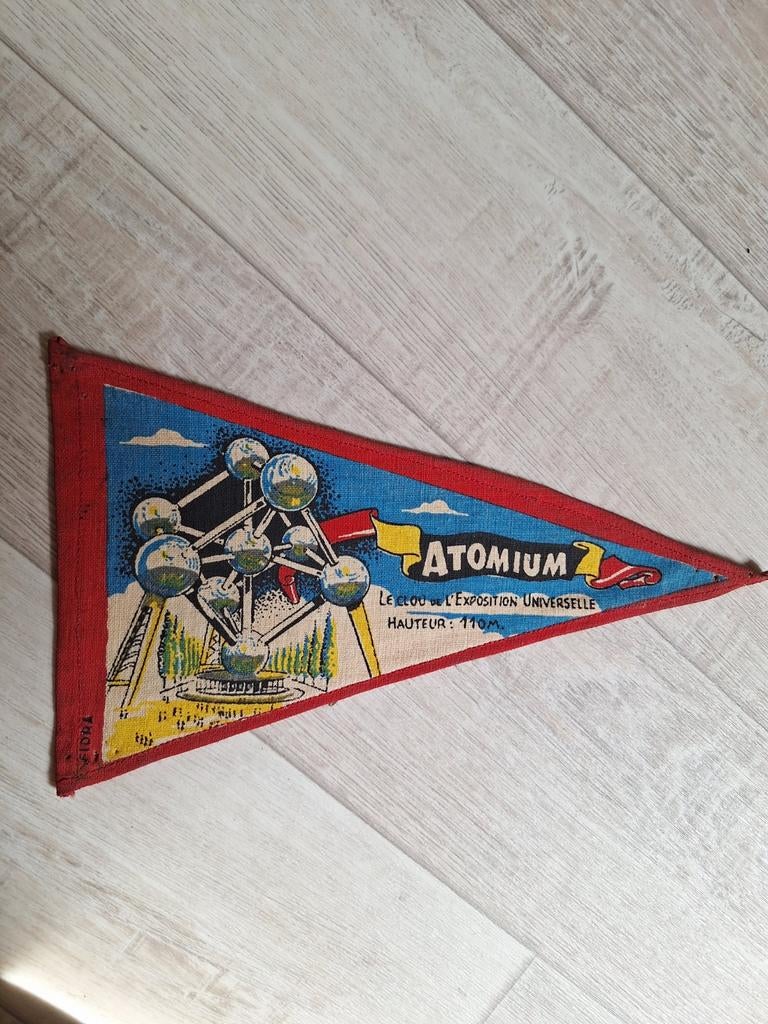 ATOMIUM
LE CLOU DE L'EXPOSITION UNIVERSELLE
HAUTEUR : 110M.